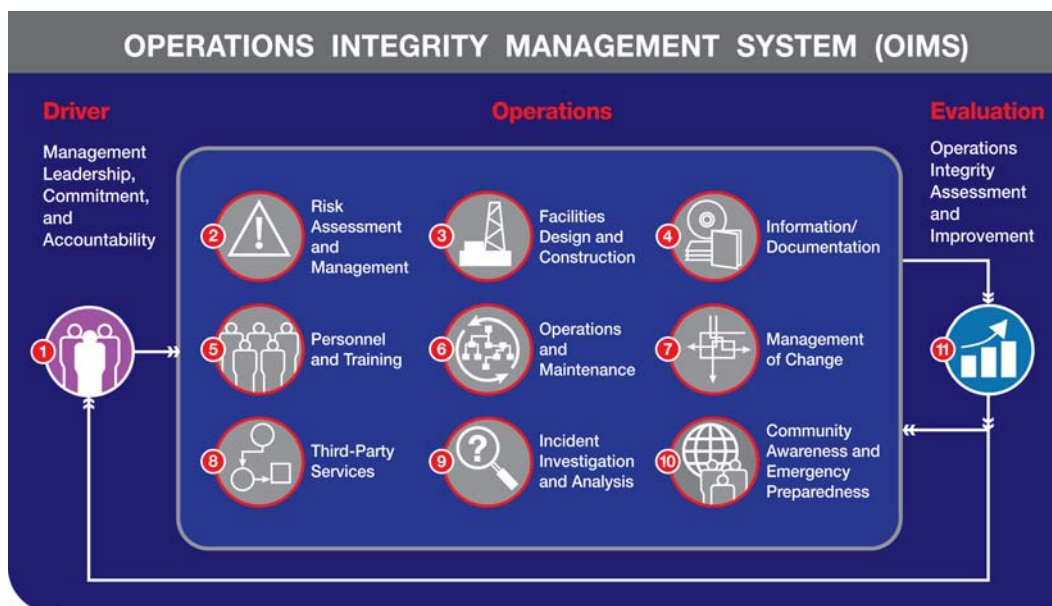 OPERATIONS INTEGRITY MANAGEMENT SYSTEM (OIMS)
Driver
Management
Leadership,
Commitment,
and
Accountability
1
Operations
2
Risk
Assessment
and
Management
3
Facilities
Design and
Construction
4
Information/
Documentation
5
Personnel
and Training
6
Operations
and
Maintenance
7
Management
of Change
8
Third-Party
Services
9
?
Incident
Investigation
and Analysis
10
Community
Awareness and
Emergency
Preparedness
Evaluation
Operations
Integrity
Assessment
and
Improvement
11